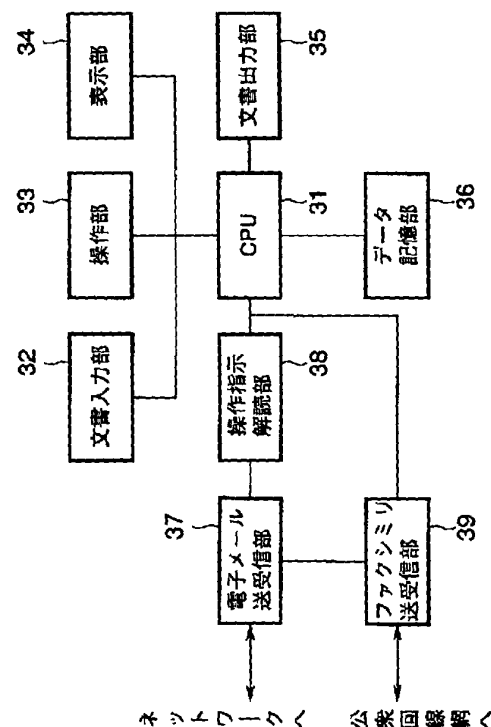 32
文書入力部
33
操作部
34
表示部
37
電子メール
送受信部
38
操作指示
解読部
CPU
31
文書出力部
35
ファクシミリ
送受信部
39
データ
記憶部
36
ネットワークへ
公衆回線網へ